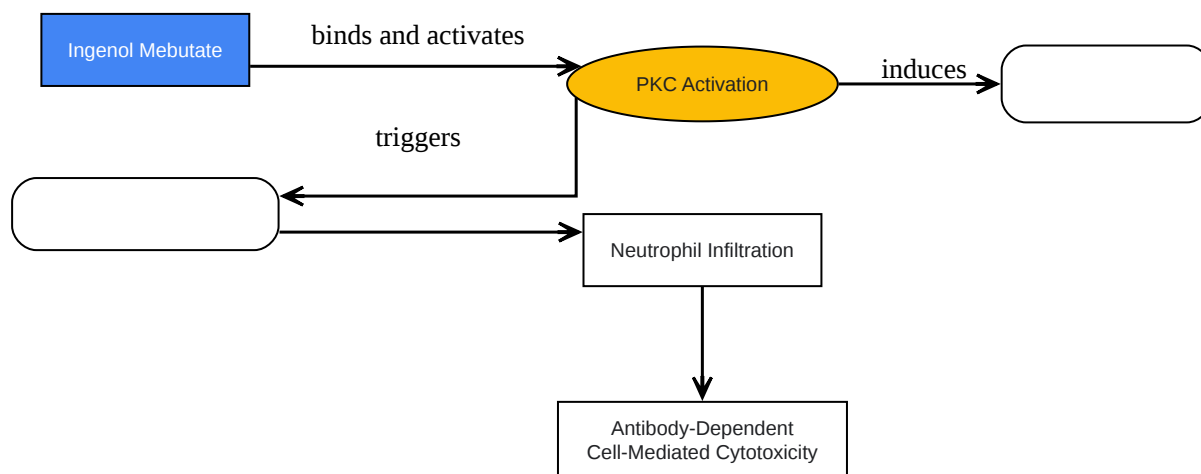 Ingenol Mebutate
binds and activates
PKC Activation
induces
triggers
Neutrophil Infiltration
Antibody-Dependent
Cell-Mediated Cytotoxicity